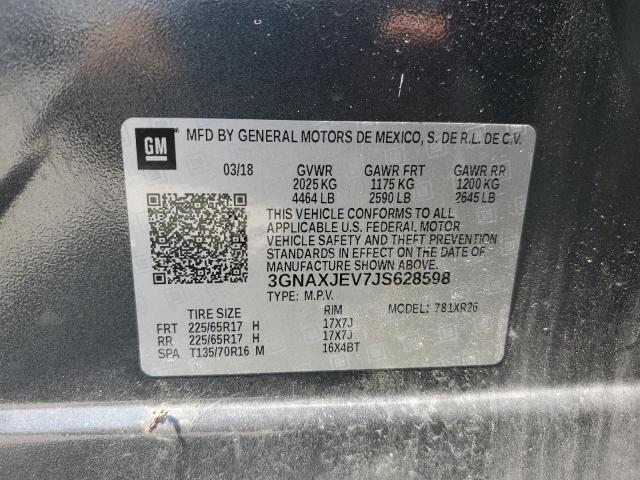 GM MFD BY GENERAL MOTORS DE MEXICO, S. DE R.L. DE C.V.
03/18 GVWR GAWR FRT GAWR RR
2025 KG 1175 KG 1200 KG
4464 LB 2590 LB 2645 LB
THIS VEHICLE CONFORMS TO ALL
APPLICABLE U.S. FEDERAL MOTOR
VEHICLE SAFETY AND THEFT PREVENTION
STANDARDS IN EFFECT ON THE DATE OF
MANUFACTURE SHOWN ABOVE.
3GNAXJEV7JS628598
TYPE: M.P.V.
TIRE SIZE RIM MODEL: 781XR26
FRT 225/65R17 H 17X7J
RR 225/65R17 H 17X7J
SPA T135/70R16 M 16X4BT